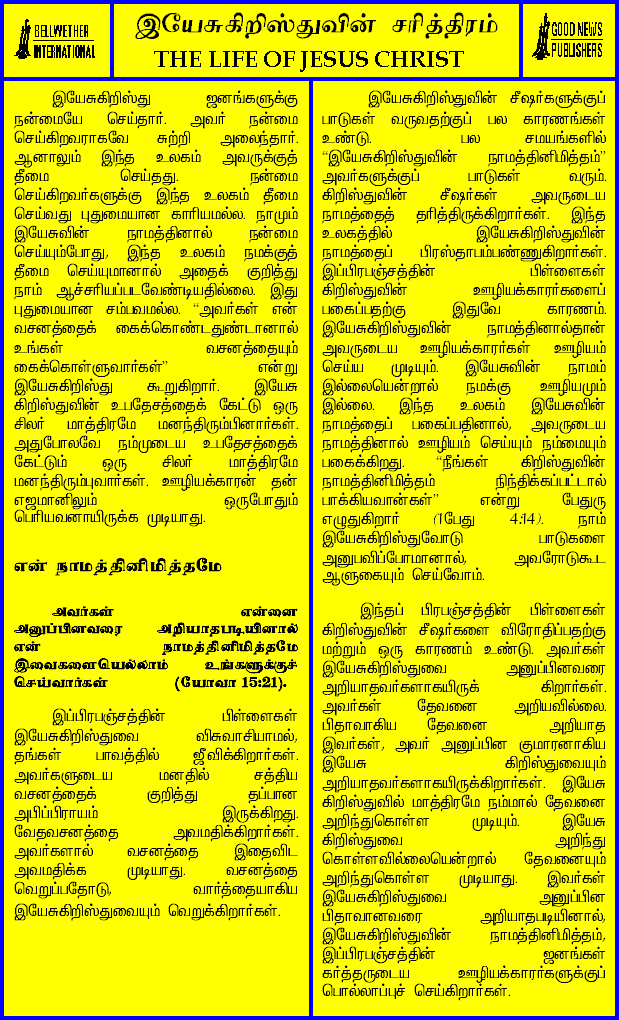 BELLWETHER
INTERNATIONAL
இயேசுகிறிஸ்துவின் சரித்திரம்
THE LIFE OF JESUS CHRIST
GOOD NEWS
PUBLISHERS
இயேசுகிறிஸ்து ஜனங்களுக்கு
நன்மையே செய்தார். அவர் நன்மை
செய்கிறவராகவே சுற்றி அலைந்தார்.
ஆனாலும் இந்த உலகம் அவருக்குத்
தீமை செய்தது. நன்மை
செய்கிறவர்களுக்கு இந்த உலகம் தீமை
செய்வது புதுமையான காரியமல்ல. நாமும்
இயேசுவின் நாமத்தினால் நன்மை
செய்யும்போது, இந்த உலகம் நமக்குத்
தீமை செய்யுமானால் அதைக் குறித்து
நாம் ஆச்சரியப்படவேண்டியதில்லை. இது
புதுமையான சம்பவமல்ல. “அவர்கள் என்
வசனத்தைக் கைக்கொண்டதுண்டானால்
உங்கள் வசனத்தையும்
கைக்கொள்ளுவார்கள்” என்று
இயேசுகிறிஸ்து கூறுகிறார். இயேசு
கிறிஸ்துவின் உபதேசத்தைக் கேட்டு ஒரு
சிலர் மாத்திரமே மனந்திரும்பினார்கள்.
அதுபோலவே நம்முடைய உபதேசத்தைக்
கேட்டும் ஒரு சிலர் மாத்திரமே
மனந்திரும்புவார்கள். ஊழியக்காரன் தன்
எஜமானிலும் ஒருபோதும்
பெரியவனாயிருக்க முடியாது.
என் நாமத்தினிமித்தமே
அவர்கள் என்னை
அனுப்பினவரை அறியாதபடியினால்
என் நாமத்தினிமித்தமே
இவைகளையெல்லாம் உங்களுக்குச்
செய்வார்கள் (யோவா 15:21).
இப்பிரபஞ்சத்தின் பிள்ளைகள்
இயேசுகிறிஸ்துவை விசுவாசியாமல்,
தங்கள் பாவத்தில் ஜீவிக்கிறார்கள்.
அவர்களுடைய மனதில் சத்திய
வசனத்தைக் குறித்து தப்பான
அபிப்பிராயம் இருக்கிறது.
வேதவசனத்தை அவமதிக்கிறார்கள்.
அவர்களால் வசனத்தை இதைவிட
அவமதிக்க முடியாது. வசனத்தை
வெறுப்பதோடு, வார்த்தையாகிய
இயேசுகிறிஸ்துவையும் வெறுக்கிறார்கள்.
இயேசுகிறிஸ்துவின் சீஷர்களுக்குப்
பாடுகள் வருவதற்குப் பல காரணங்கள்
உண்டு. பல சமயங்களில்
“இயேசுகிறிஸ்துவின் நாமத்தினிமித்தம்”
அவர்களுக்குப் பாடுகள் வரும்.
கிறிஸ்துவின் சீஷர்கள் அவருடைய
நாமத்தைத் தரித்திருக்கிறார்கள். இந்த
உலகத்தில் இயேசுகிறிஸ்துவின்
நாமத்தைப் பிரஸ்தாபம்பண்ணுகிறார்கள்.
இப்பிரபஞ்சத்தின் பிள்ளைகள்
கிறிஸ்துவின் ஊழியக்காரர்களைப்
பகைப்பதற்கு இதுவே காரணம்.
இயேசுகிறிஸ்துவின் நாமத்தினால்தான்
அவருடைய ஊழியக்காரர்கள் ஊழியம்
செய்ய முடியும். இயேசுவின் நாமம்
இல்லையென்றால் நமக்கு ஊழியமும்
இல்லை. இந்த உலகம் இயேசுவின்
நாமத்தைப் பகைப்பதினால், அவருடைய
நாமத்தினால் ஊழியம் செய்யும் நம்மையும்
பகைக்கிறது. “நீங்கள் கிறிஸ்துவின்
நாமத்தினிமித்தம் நிந்திக்கப்பட்டால்
பாக்கியவான்கள்” என்று பேதுரு
எழுதுகிறார் (1பேது 4:14). நாம்
இயேசுகிறிஸ்துவோடு பாடுகளை
அனுபவிப்போமானால், அவரோடுகூட
ஆளுகையும் செய்வோம்.
இந்தப் பிரபஞ்சத்தின் பிள்ளைகள்
கிறிஸ்துவின் சீஷர்களை விரோதிப்பதற்கு
மற்றும் ஒரு காரணம் உண்டு. அவர்கள்
இயேசுகிறிஸ்துவை அனுப்பினவரை
அறியாதவர்களாகயிருக் கிறார்கள்.
அவர்கள் தேவனை அறியவில்லை.
பிதாவாகிய தேவனை அறியாத
இவர்கள், அவர் அனுப்பின குமாரனாகிய
இயேசு கிறிஸ்துவையும்
அறியாதவர்களாகயிருக்கிறார்கள். இயேசு
கிறிஸ்துவில் மாத்திரமே நம்மால் தேவனை
அறிந்துகொள்ள முடியும். இயேசு
கிறிஸ்துவை அறிந்து
கொள்ளவில்லையென்றால் தேவனையும்
அறிந்துகொள்ள முடியாது. இவர்கள்
இயேசுகிறிஸ்துவை அனுப்பின
பிதாவானவரை அறியாதபடியினால்,
இயேசுகிறிஸ்துவின் நாமத்தினிமித்தம்,
இப்பிரபஞ்சத்தின் ஜனங்கள்
கர்த்தருடைய ஊழியக்காரர்களுக்குப்
பொல்லாப்புச் செய்கிறார்கள்.